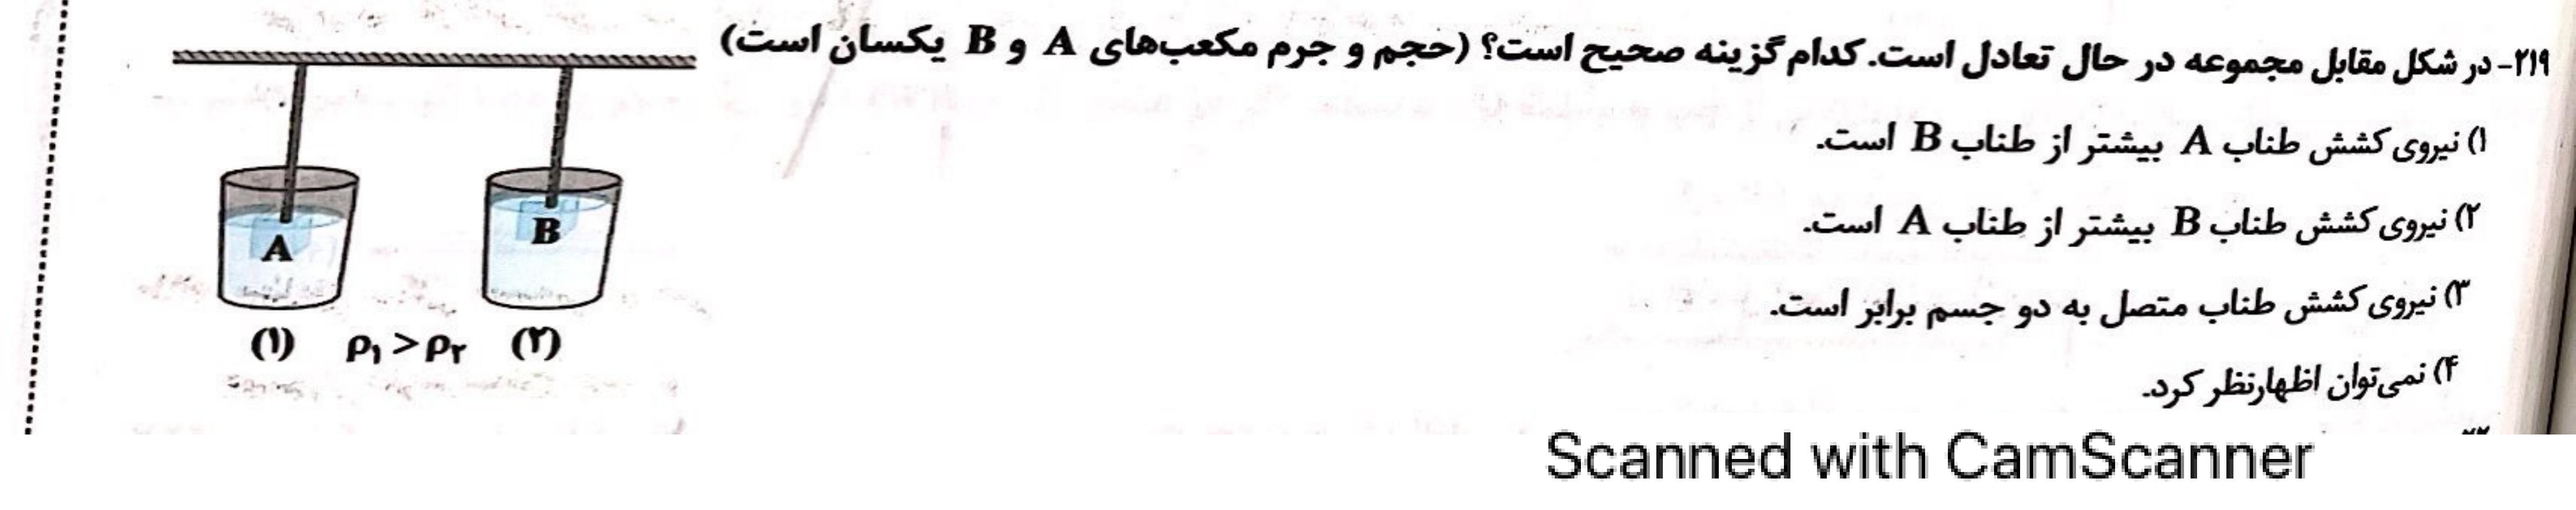 ۲۱۹- در شکل مقابل مجموعه در حال تعادل است. کدام گزینه صحیح است؟ (حجم و جرم مکعب‌های A و B یکسان است)
۱) نیروی کشش طناب A بیشتر از طناب B است.
۲) نیروی کشش طناب B بیشتر از طناب A است.
۳) نیروی کشش طناب متصل به دو جسم برابر است.
۴) نمی‌توان اظهارنظر کرد.
A
B
(۱) ρ۱ > ρ۲ (۲)
Scanned with CamScanner